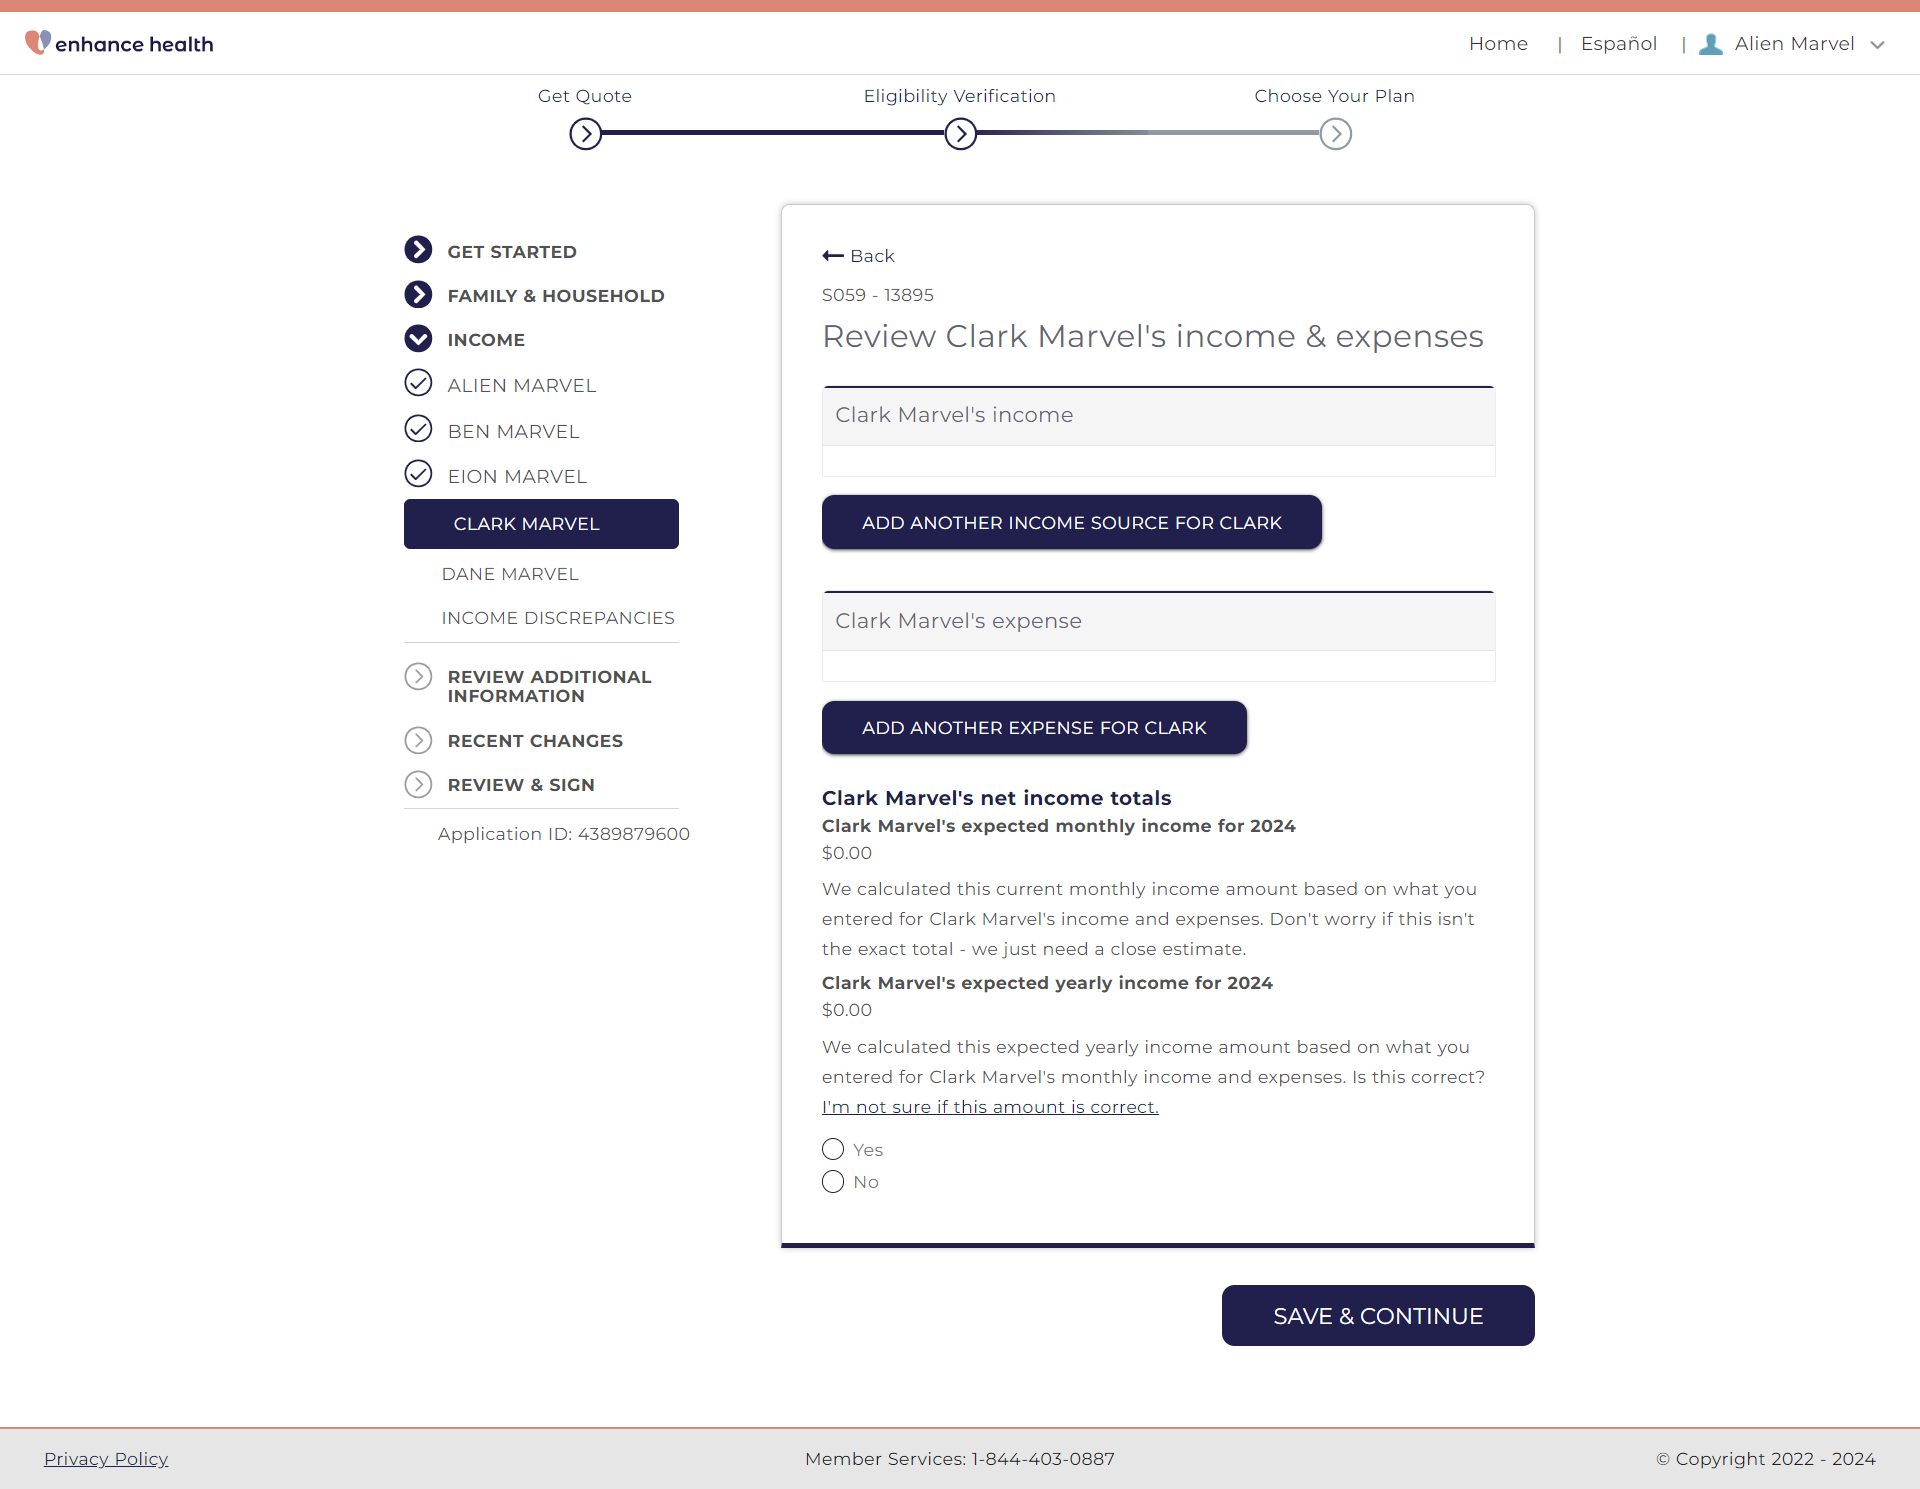 enhance health
Home | Español | Alien Marvel
Get Quote
Eligibility Verification
Choose Your Plan
GET STARTED
FAMILY & HOUSEHOLD
INCOME
ALIEN MARVEL
BEN MARVEL
EION MARVEL
CLARK MARVEL
DANE MARVEL
INCOME DISCREPANCIES
REVIEW ADDITIONAL
INFORMATION
RECENT CHANGES
REVIEW & SIGN
Application ID: 4389879600
Back
S059 - 13895
Review Clark Marvel's income & expenses
Clark Marvel's income
ADD ANOTHER INCOME SOURCE FOR CLARK
Clark Marvel's expense
ADD ANOTHER EXPENSE FOR CLARK
Clark Marvel's net income totals
Clark Marvel's expected monthly income for 2024
$0.00
We calculated this current monthly income amount based on what you
entered for Clark Marvel's income and expenses. Don't worry if this isn't
the exact total - we just need a close estimate.
Clark Marvel's expected yearly income for 2024
$0.00
We calculated this expected yearly income amount based on what you
entered for Clark Marvel's monthly income and expenses. Is this correct?
I'm not sure if this amount is correct.
Yes
No
SAVE & CONTINUE
Privacy Policy
Member Services: 1-844-403-0887
© Copyright 2022 - 2024